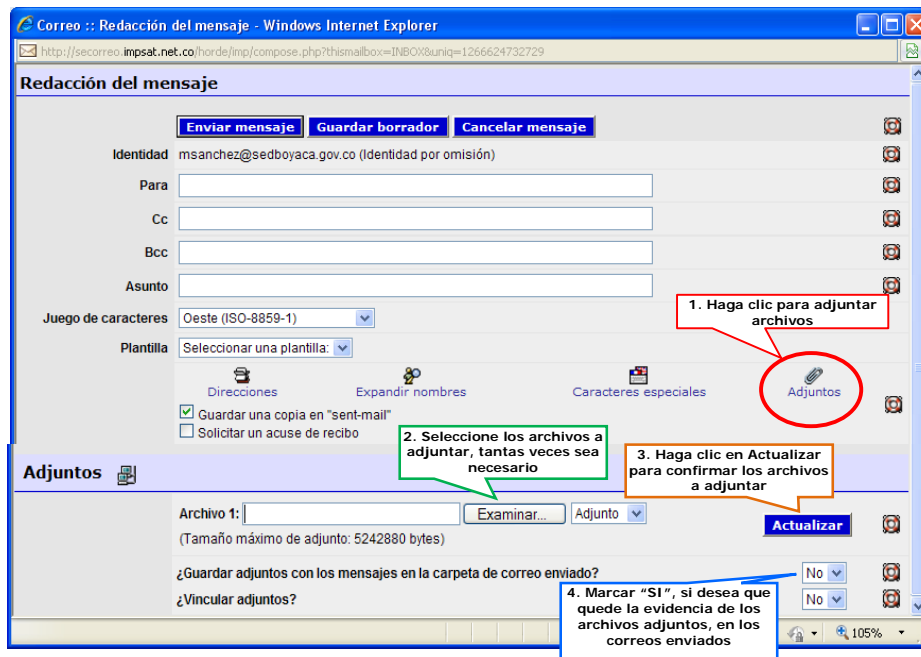 Correo :: Redacción del mensaje - Windows Internet Explorer
http://secorreo.impsat.net.co/horde/imp/compose.php?thismailbox=INBOX&uniq=1266624732729
Redacción del mensaje
Enviar mensaje Guardar borrador Cancelar mensaje
Identidad msanchez@sedboyaca.gov.co (Identidad por omisión)
Para
Cc
Bcc
Asunto
1. Haga clic para adjuntar
archivos
Juego de caracteres Oeste (ISO-8859-1)
Plantilla Seleccionar una plantilla:
Direcciones Expandir nombres Caracteres especiales Adjuntos
Guardar una copia en "sent-mail"
Solicitar un acuse de recibo
2. Seleccione los archivos a
adjuntar, tantas veces sea
necesario
3. Haga clic en Actualizar
para confirmar los archivos
a adjuntar
Adjuntos
Archivo 1: Examinar... Adjunto Actualizar
(Tamaño máximo de adjunto: 5242880 bytes)
¿Guardar adjuntos con los mensajes en la carpeta de correo enviado? No
¿Vincular adjuntos? No
4. Marcar “SI”, si desea que
quede la evidencia de los
archivos adjuntos, en los
correos enviados
105%